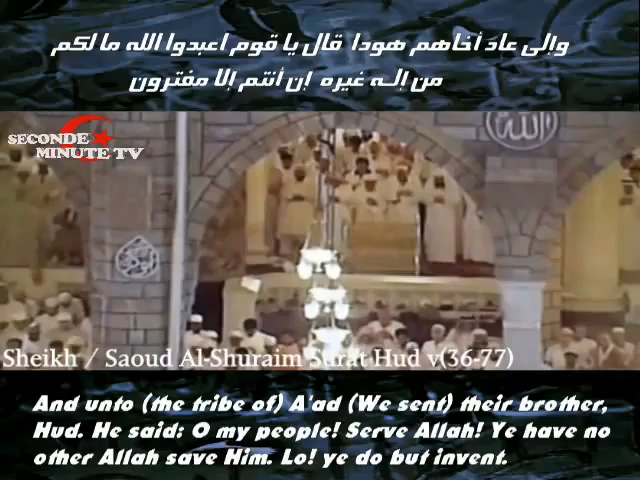 وإلى عاد أخاهم هودا قال يا قوم اعبدوا الله ما لكم
من إله غيره إن أنتم إلا مفترون
SECONDE
MINUTE TV
الله
Sheikh / Saoud Al-Shuraim Surat Hud v(36-77)
And unto (the tribe of) A'ad (We sent) their brother,
Hud. He said: O my people! Serve Allah! Ye have no
other Allah save Him. Lo! ye do but invent.